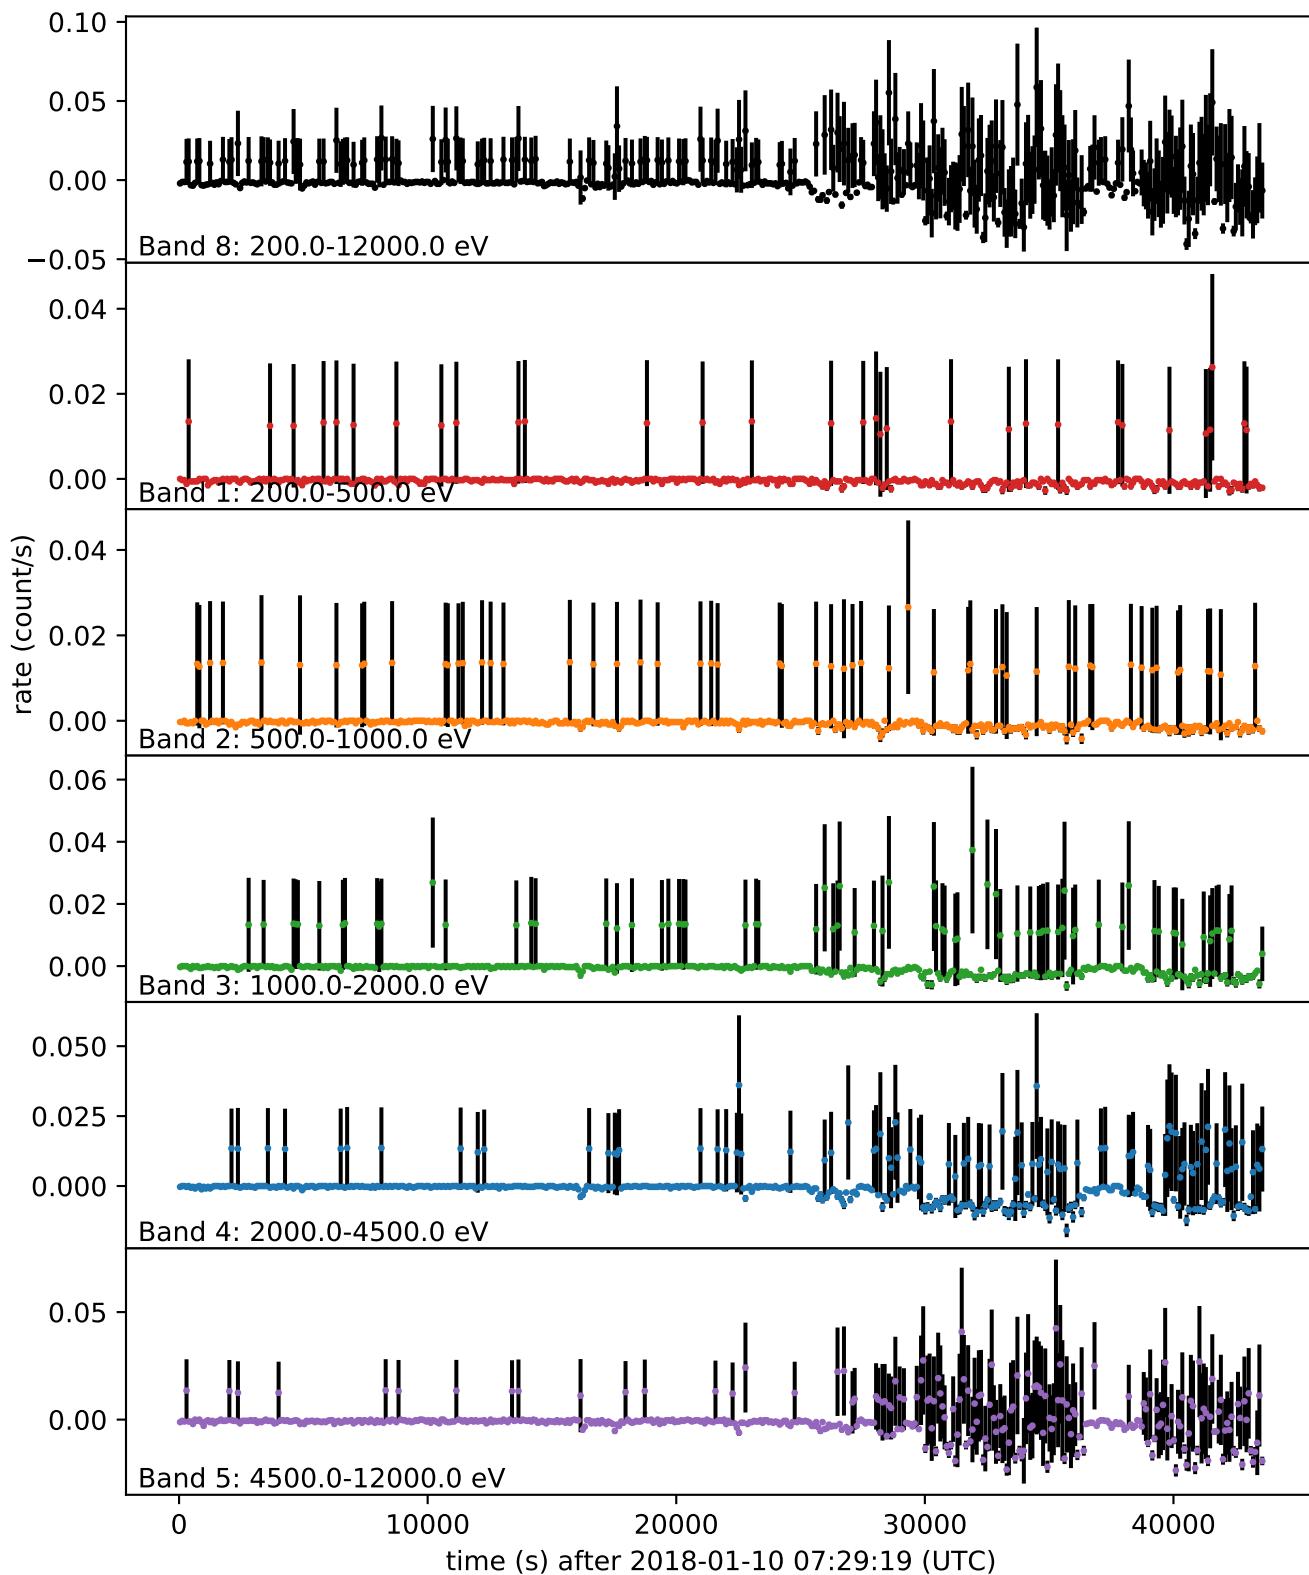 0.10
0.05
0.00
−0.05
Band 8: 200.0-12000.0 eV
0.04
0.02
0.00
Band 1: 200.0-500.0 eV
rate (count/s)
0.04
0.02
0.00
Band 2: 500.0-1000.0 eV
0.06
0.04
0.02
0.00
Band 3: 1000.0-2000.0 eV
0.050
0.025
0.000
Band 4: 2000.0-4500.0 eV
0.05
0.00
Band 5: 4500.0-12000.0 eV
0 10000 20000 30000 40000
time (s) after 2018-01-10 07:29:19 (UTC)